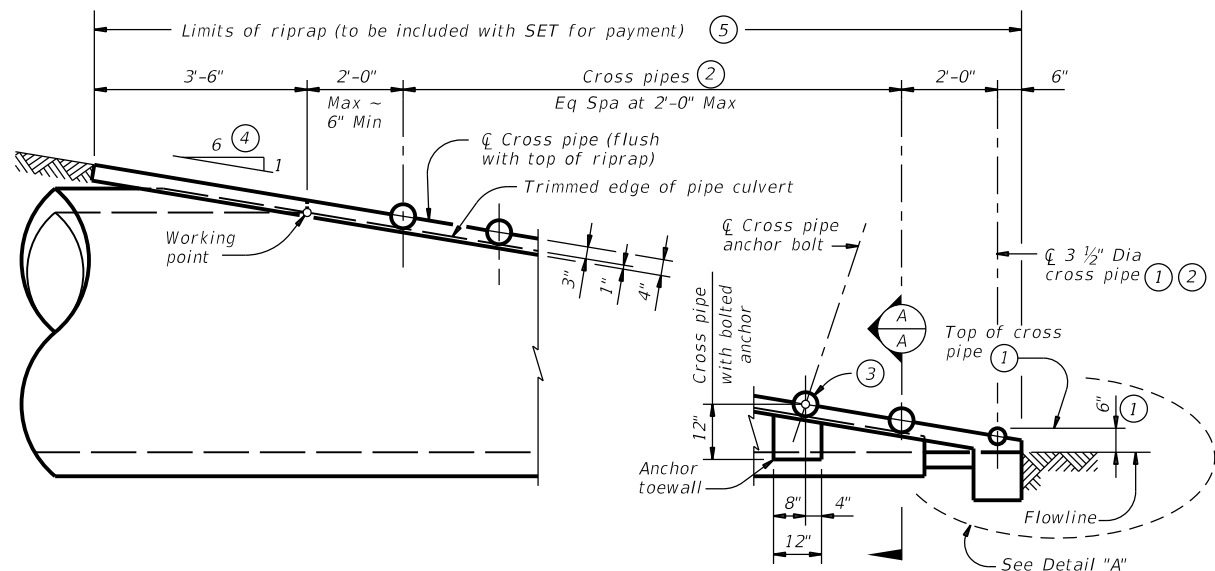 Limits of riprap (to be included with SET for payment) 5
3'-6"
2'-0"
Max ~
6" Min
Cross pipes 2
Eq Spa at 2'-0" Max
2'-0"
6"
6 4
1
℄ Cross pipe (flush
with top of riprap)
Trimmed edge of pipe culvert
Working
point
3"
1"
4"
℄ Cross pipe
anchor bolt
℄ 3 ½" Dia
cross pipe 1 2
Cross pipe
with bolted
anchor
A
A
Top of cross
pipe 1
3
6" 1
12"
Anchor
toewall
8"
4"
12"
Flowline
See Detail "A"